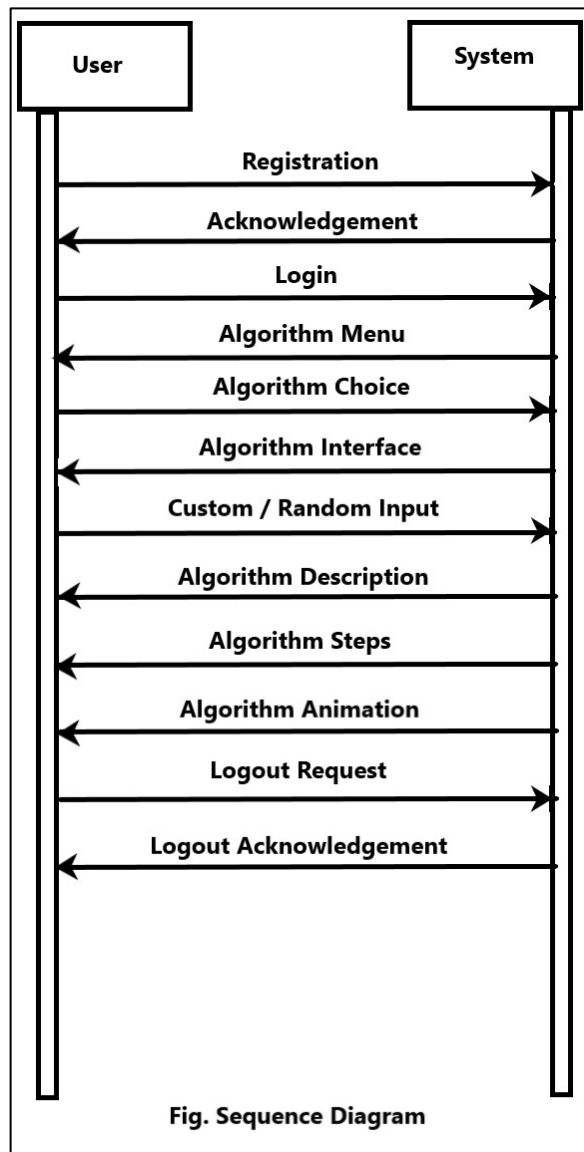 User
System
Registration
Acknowledgement
Login
Algorithm Menu
Algorithm Choice
Algorithm Interface
Custom / Random Input
Algorithm Description
Algorithm Steps
Algorithm Animation
Logout Request
Logout Acknowledgement
Fig. Sequence Diagram